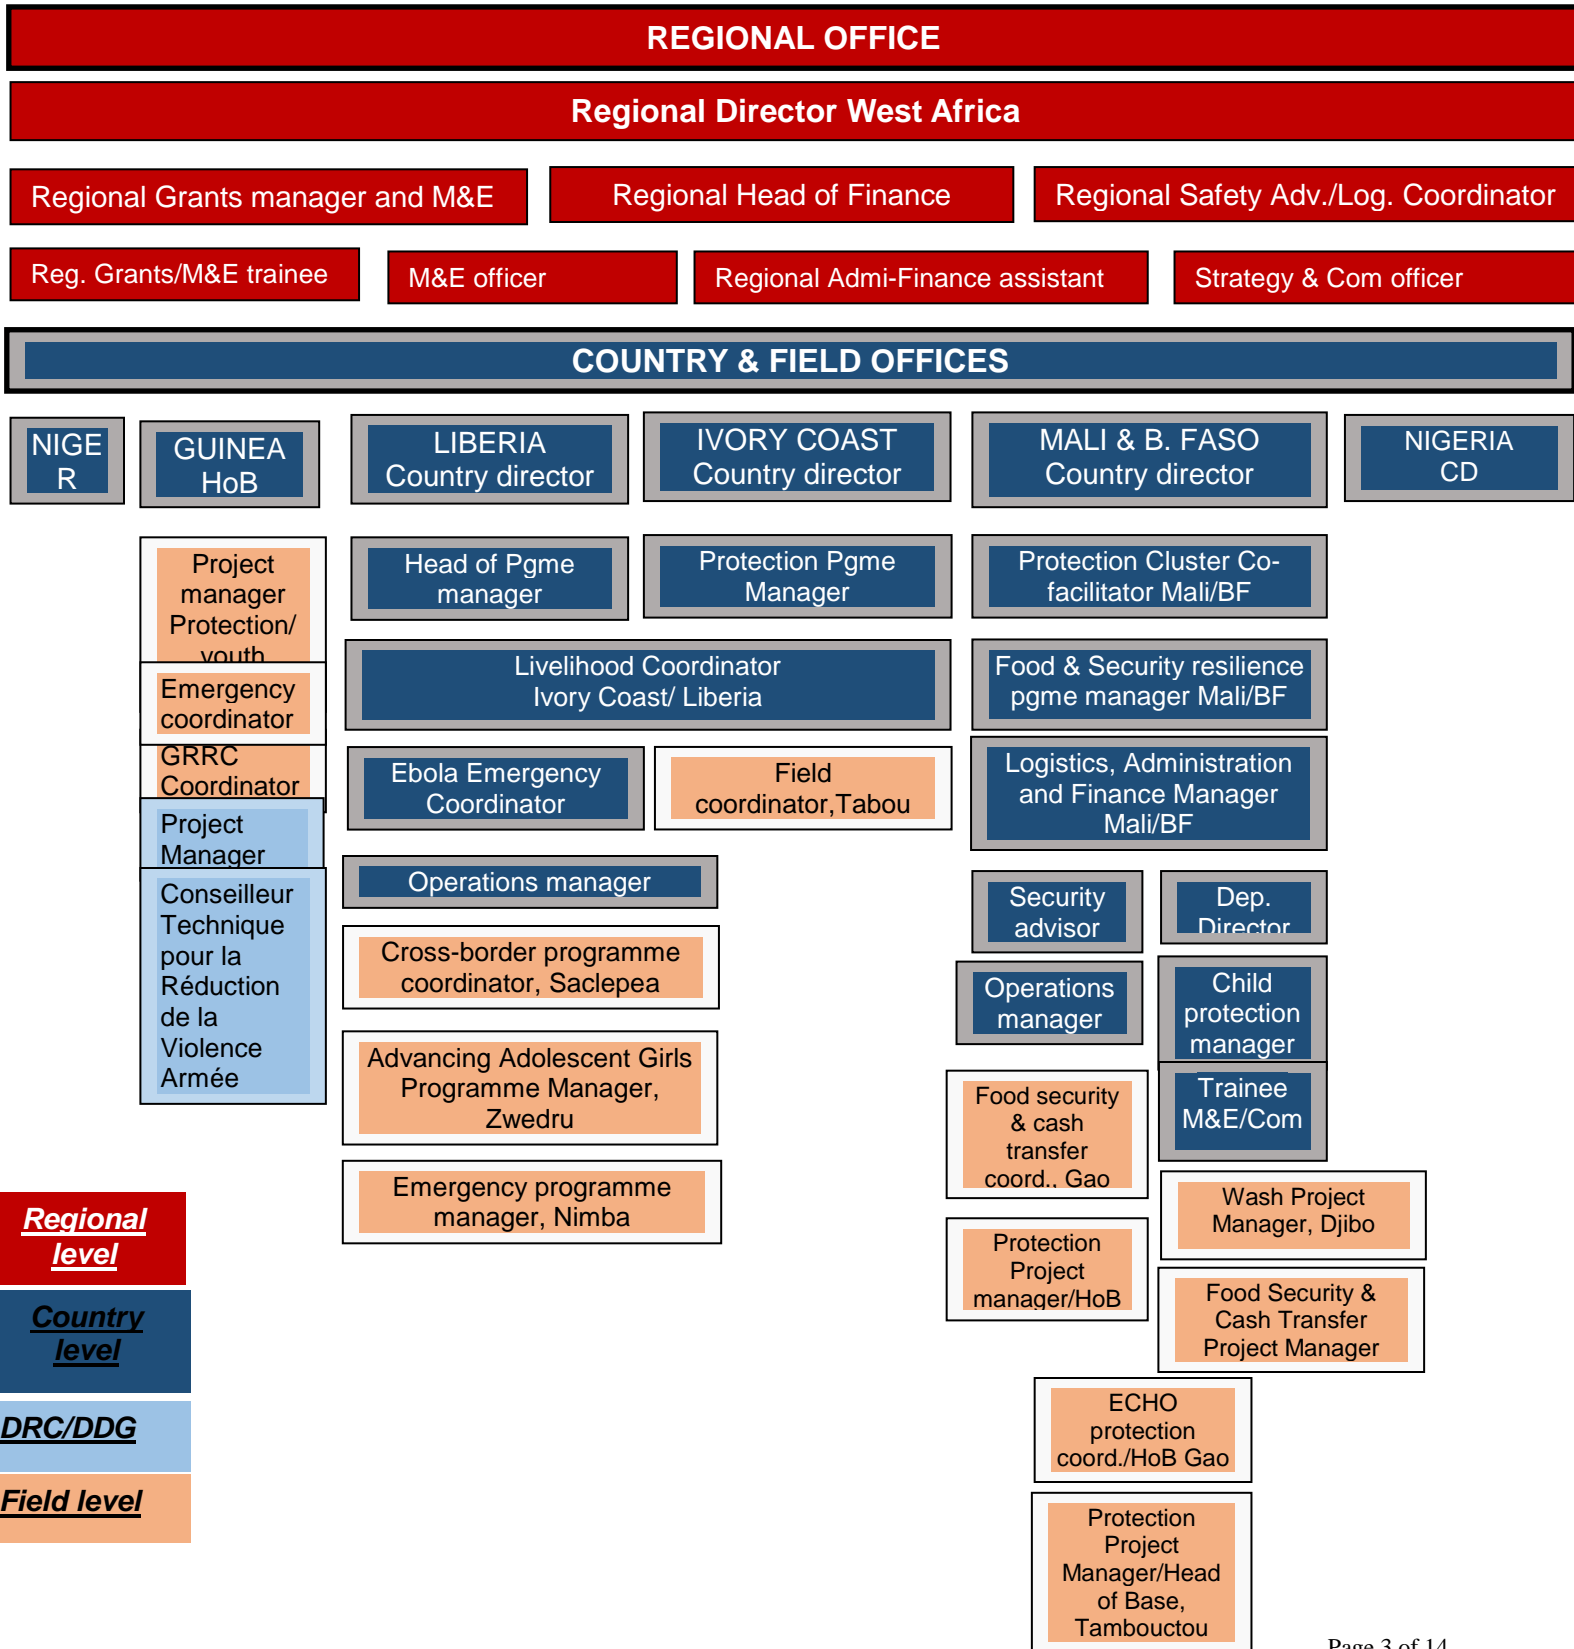 REGIONAL OFFICE
Regional Director West Africa
Regional Grants manager and M&E
Regional Head of Finance
Regional Safety Adv./Log. Coordinator
Reg. Grants/M&E trainee
M&E officer
Regional Admi-Finance assistant
Strategy & Com officer
COUNTRY & FIELD OFFICES
NIGE
R
GUINEA
HoB
LIBERIA
Country director
IVORY COAST
Country director
MALI & B. FASO
Country director
NIGERIA
CD
Project
manager
Protection/
youth
Emergency
coordinator
GRRC
Coordinator
Project
Manager
Conseilleur
Technique
pour la
Réduction
de la
Violence
Armée
Head of Pgme
manager
Protection Pgme
Manager
Livelihood Coordinator
Ivory Coast/ Liberia
Ebola Emergency
Coordinator
Field
coordinator,Tabou
Operations manager
Cross-border programme
coordinator, Saclepea
Advancing Adolescent Girls
Programme Manager,
Zwedru
Emergency programme
manager, Nimba
Protection Cluster Co-
facilitator Mali/BF
Food & Security resilience
pgme manager Mali/BF
Logistics, Administration
and Finance Manager
Mali/BF
Security
advisor
Dep.
Director
Operations
manager
Child
protection
manager
Trainee
M&E/Com
Food security
& cash
transfer
coord., Gao
Wash Project
Manager, Djibo
Protection
Project
manager/HoB
Food Security &
Cash Transfer
Project Manager
ECHO
protection
coord./HoB Gao
Protection
Project
Manager/Head
of Base,
Tambouctou
Regional
level
Country
level
DRC/DDG
Field level
Page 3 of 14